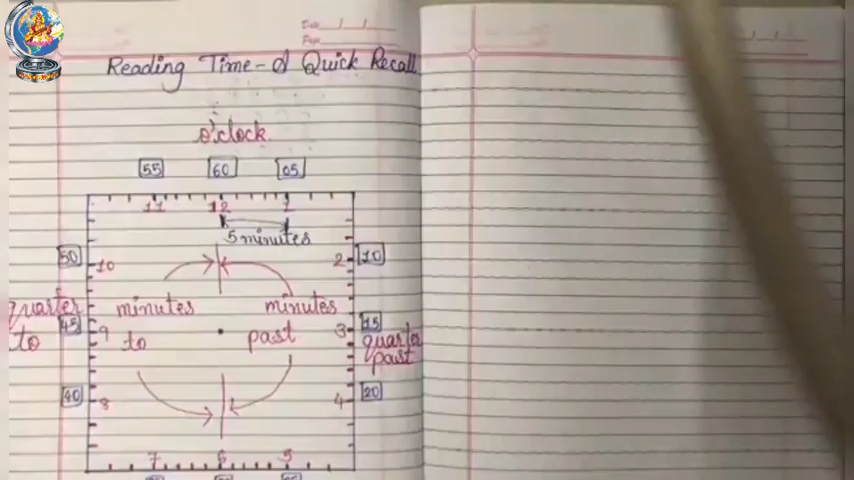 Reading Time - A Quick Recall
o'clock
55 60 05
11 12 1
5 minutes
50 10 2 10
quarter minutes minutes
45 9 3 15
to to past quarter
past
40 8 4 20
7 6 5